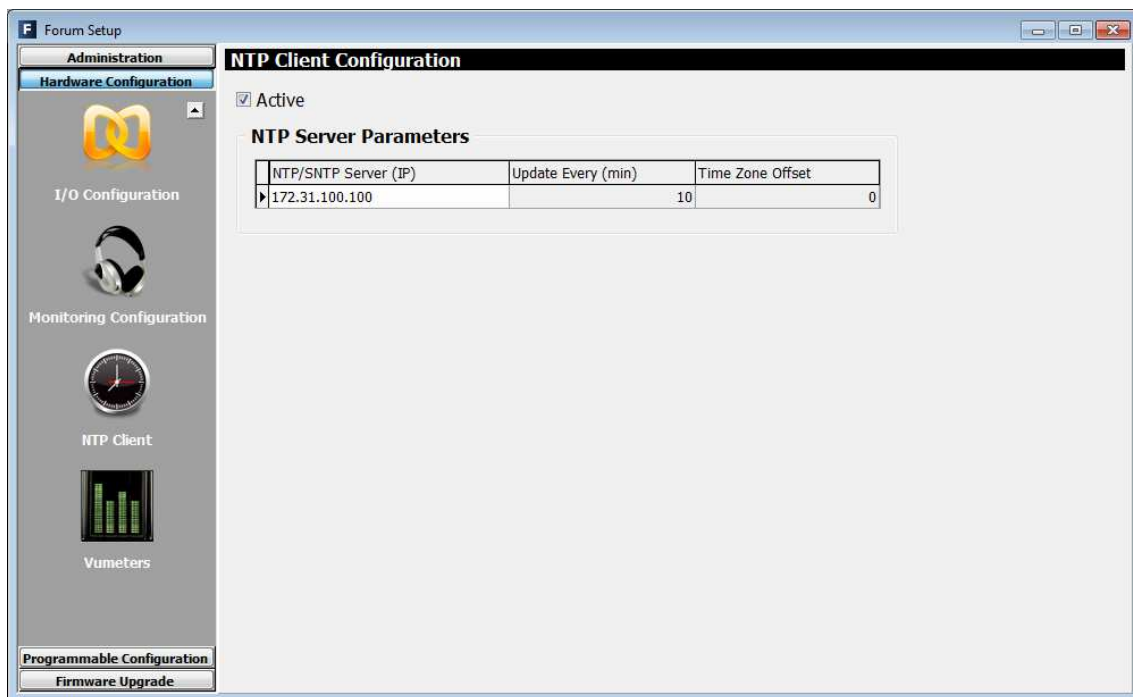 F Forum Setup
Administration
Hardware Configuration
I/O Configuration
Monitoring Configuration
NTP Client
Vumeters
Programmable Configuration
Firmware Upgrade
NTP Client Configuration
Active
NTP Server Parameters
NTP/SNTP Server (IP) Update Every (min) Time Zone Offset
172.31.100.100 10 0